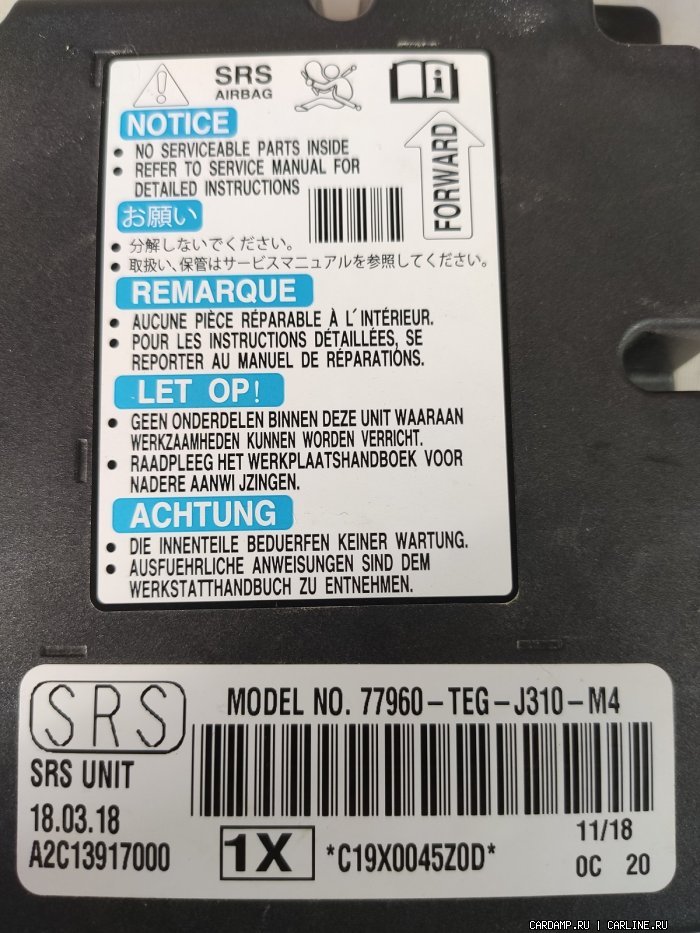 SRS
AIRBAG
NOTICE
• NO SERVICEABLE PARTS INSIDE
• REFER TO SERVICE MANUAL FOR
DETAILED INSTRUCTIONS
FORWARD
お願い
• 分解しないでください。
• 取扱い、保管はサービスマニュアルを参照してください。
REMARQUE
• AUCUNE PIÈCE RÉPARABLE À L´INTÉRIEUR.
• POUR LES INSTRUCTIONS DÉTAILLÉES, SE
REPORTER AU MANUEL DE RÉPARATIONS.
LET OP!
• GEEN ONDERDELEN BINNEN DEZE UNIT WAARAAN
WERKZAAMHEDEN KUNNEN WORDEN VERRICHT.
• RAADPLEEG HET WERKPLAATSHANDBOEK VOOR
NADERE AANWI JZINGEN.
ACHTUNG
• DIE INNENTEILE BEDUERFEN KEINER WARTUNG.
• AUSFUEHRLICHE ANWEISUNGEN SIND DEM
WERKSTATTHANDBUCH ZU ENTNEHMEN.
SRS
MODEL NO. 77960-TEG-J310-M4
SRS UNIT
18.03.18
A2C13917000
1X
*C19X0045Z0D*
11/18
0C 20
CARDAMP.RU | CARLINE.RU